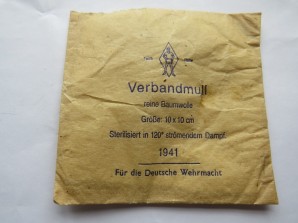 Verbandmull
reine Baumwolle
Größe: 10 x 10 cm
Sterilisiert in 120° strömendem Dampf
1941
Für die Deutsche Wehrmacht